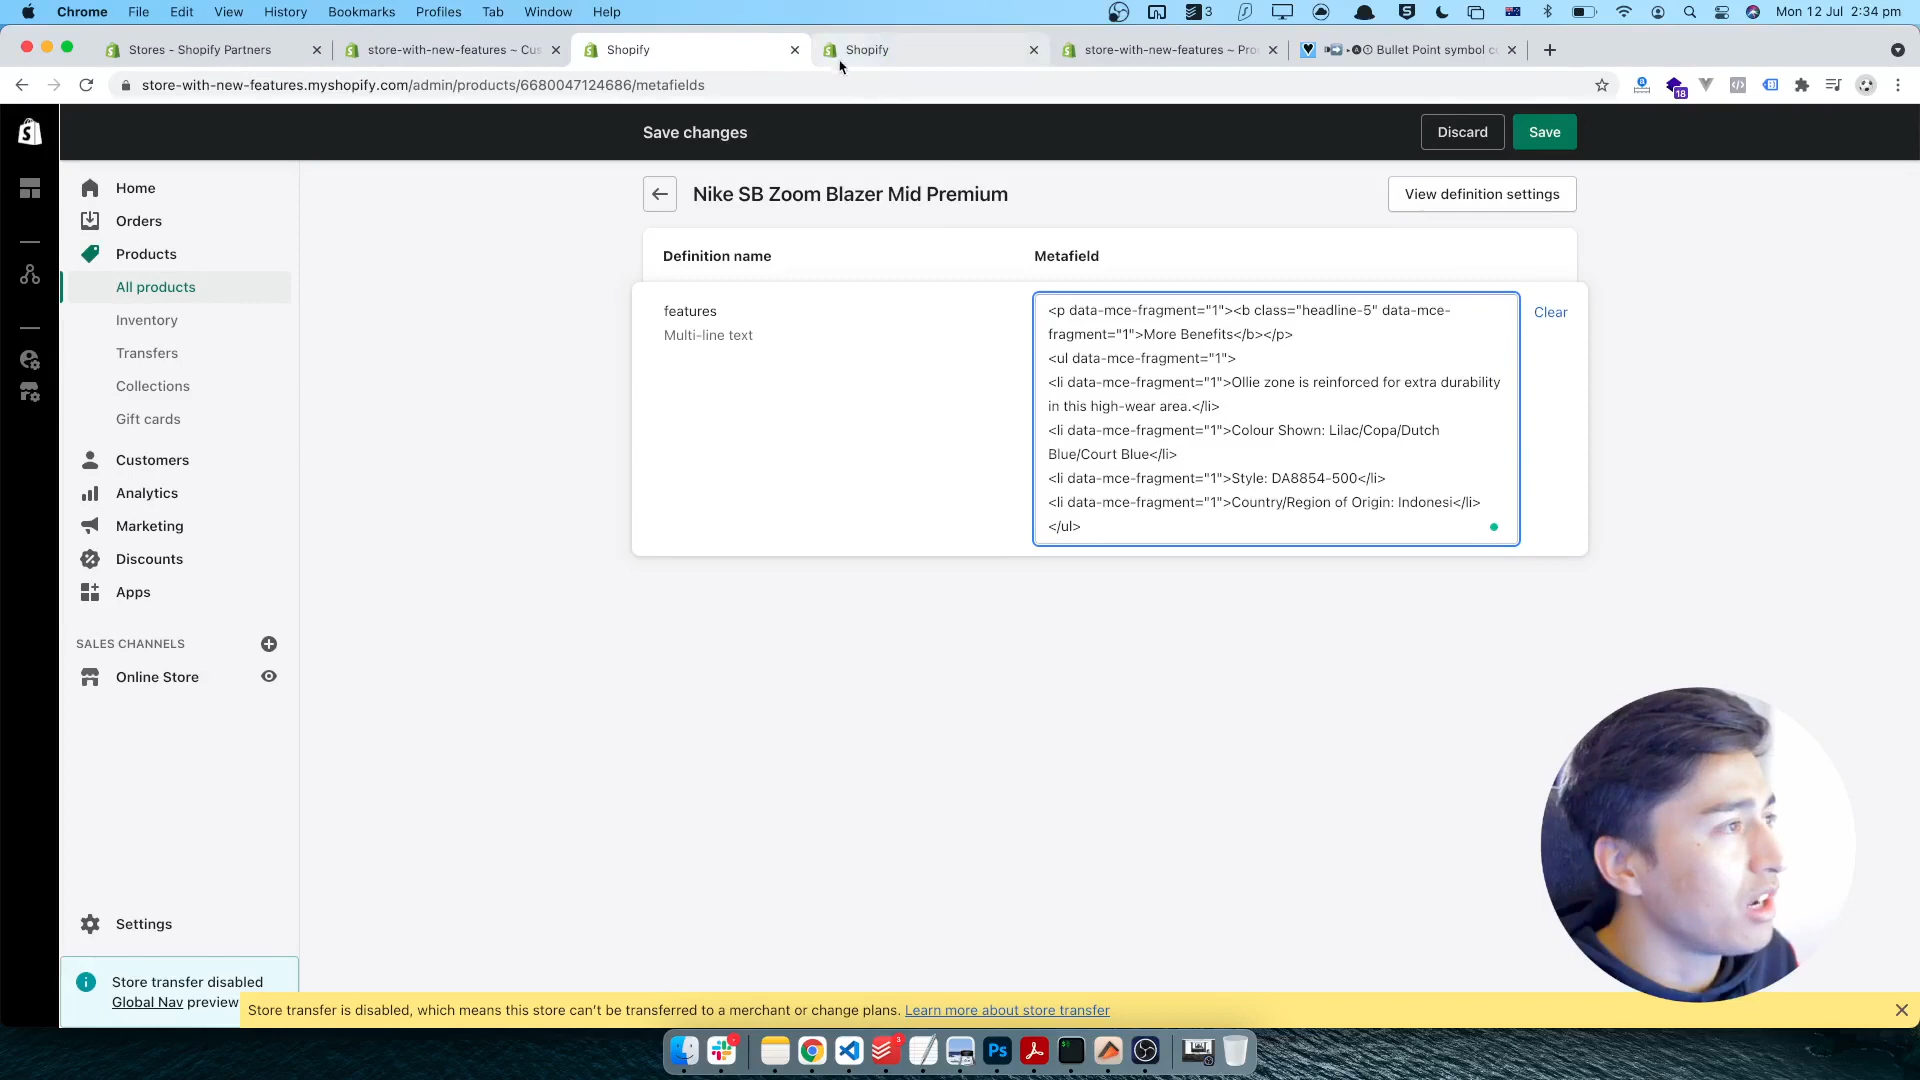 Chrome File Edit View History Bookmarks Profiles Tab Window Help
3
Mon 12 Jul 2:34 pm
Stores - Shopify Partners
store-with-new-features ~ Cus
Shopify
Shopify
store-with-new-features ~ Pro
Bullet Point symbol c
store-with-new-features.myshopify.com/admin/products/6680047124686/metafields
18
Save changes
Discard
Save
Home
Orders
Products
All products
Inventory
Transfers
Collections
Gift cards
Customers
Analytics
Marketing
Discounts
Apps
SALES CHANNELS
Online Store
Settings
Store transfer disabled
Global Nav preview
Nike SB Zoom Blazer Mid Premium
View definition settings
Definition name
Metafield
features
Multi-line text
<p data-mce-fragment="1"><b class="headline-5" data-mce-
fragment="1">More Benefits</b></p>
<ul data-mce-fragment="1">
<li data-mce-fragment="1">Ollie zone is reinforced for extra durability
in this high-wear area.</li>
<li data-mce-fragment="1">Colour Shown: Lilac/Copa/Dutch
Blue/Court Blue</li>
<li data-mce-fragment="1">Style: DA8854-500</li>
<li data-mce-fragment="1">Country/Region of Origin: Indonesi</li>
</ul>
Clear
Store transfer is disabled, which means this store can't be transferred to a merchant or change plans. Learn more about store transfer
3
Ps